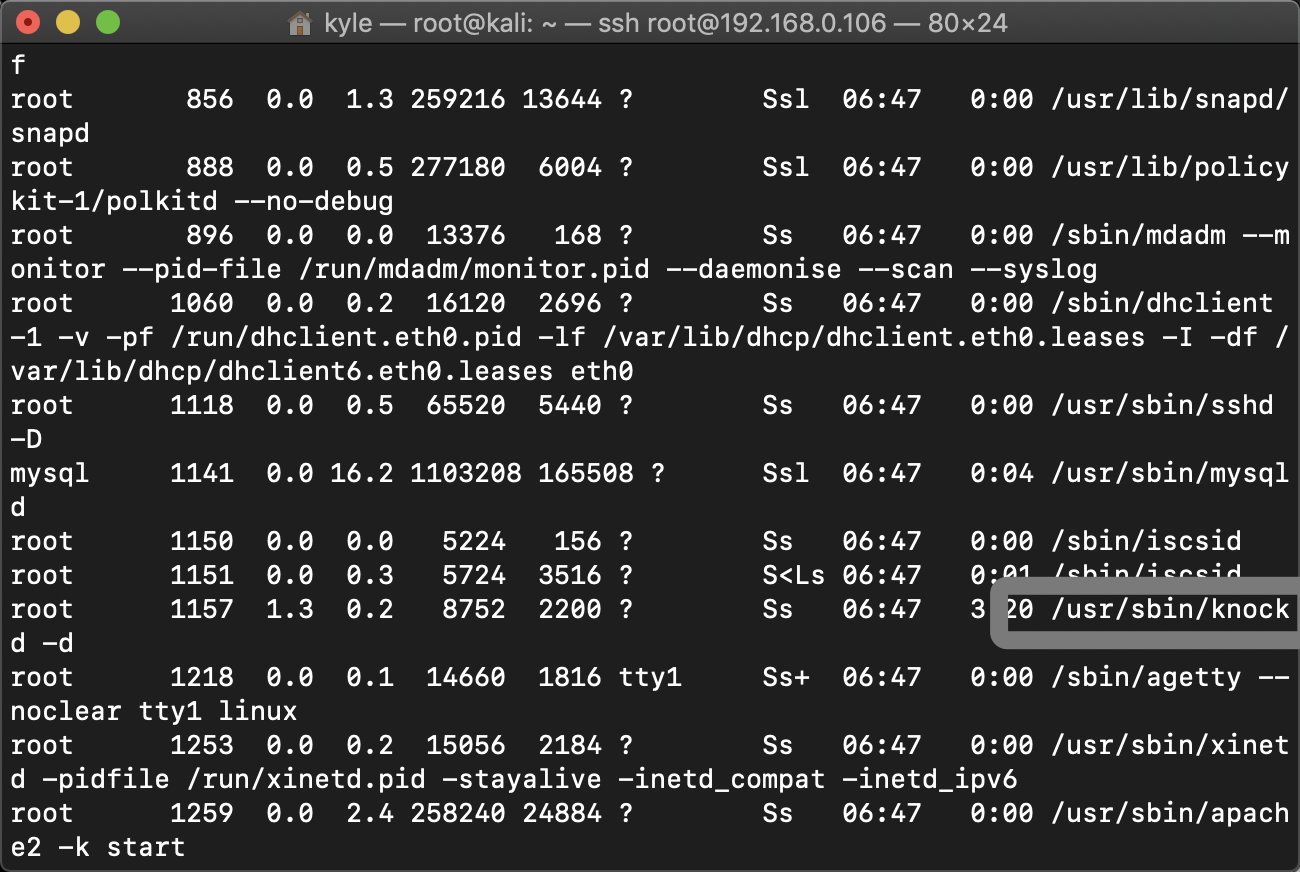 kyle — root@kali: ~ — ssh root@192.168.0.106 — 80×24
f
root       856  0.0  1.3 259216 13644 ?        Ssl  06:47   0:00 /usr/lib/snapd/
snapd
root       888  0.0  0.5 277180  6004 ?        Ssl  06:47   0:00 /usr/lib/policy
kit-1/polkitd --no-debug
root       896  0.0  0.0  13376   168 ?        Ss   06:47   0:00 /sbin/mdadm --m
onitor --pid-file /run/mdadm/monitor.pid --daemonise --scan --syslog
root      1060  0.0  0.2  16120  2696 ?        Ss   06:47   0:00 /sbin/dhclient
-1 -v -pf /run/dhclient.eth0.pid -lf /var/lib/dhcp/dhclient.eth0.leases -I -df /
var/lib/dhcp/dhclient6.eth0.leases eth0
root      1118  0.0  0.5  65520  5440 ?        Ss   06:47   0:00 /usr/sbin/sshd
-D
mysql     1141  0.0 16.2 1103208 165508 ?      Ssl  06:47   0:04 /usr/sbin/mysql
d
root      1150  0.0  0.0   5224   156 ?        Ss   06:47   0:00 /sbin/iscsid
root      1151  0.0  0.3   5724  3516 ?        S<Ls 06:47   0:01 /sbin/iscsid
root      1157  1.3  0.2   8752  2200 ?        Ss   06:47   3 20 /usr/sbin/knock
d -d
root      1218  0.0  0.1  14660  1816 tty1     Ss+  06:47   0:00 /sbin/agetty --
noclear tty1 linux
root      1253  0.0  0.2  15056  2184 ?        Ss   06:47   0:00 /usr/sbin/xinet
d -pidfile /run/xinetd.pid -stayalive -inetd_compat -inetd_ipv6
root      1259  0.0  2.4 258240 24884 ?        Ss   06:47   0:00 /usr/sbin/apach
e2 -k start